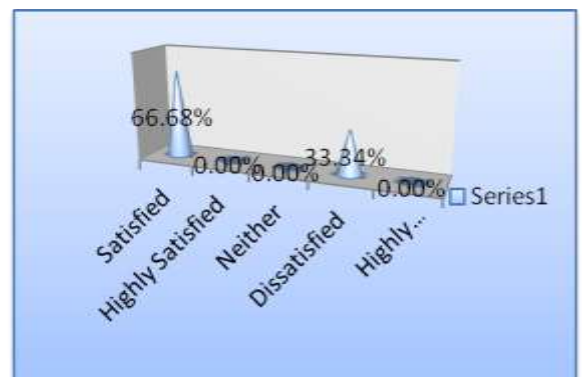 66.68%
0.00%
0.00%
33.34%
0.00%
Series1
Satisfied
Highly Satisfied
Neither
Dissatisfied
Highly...